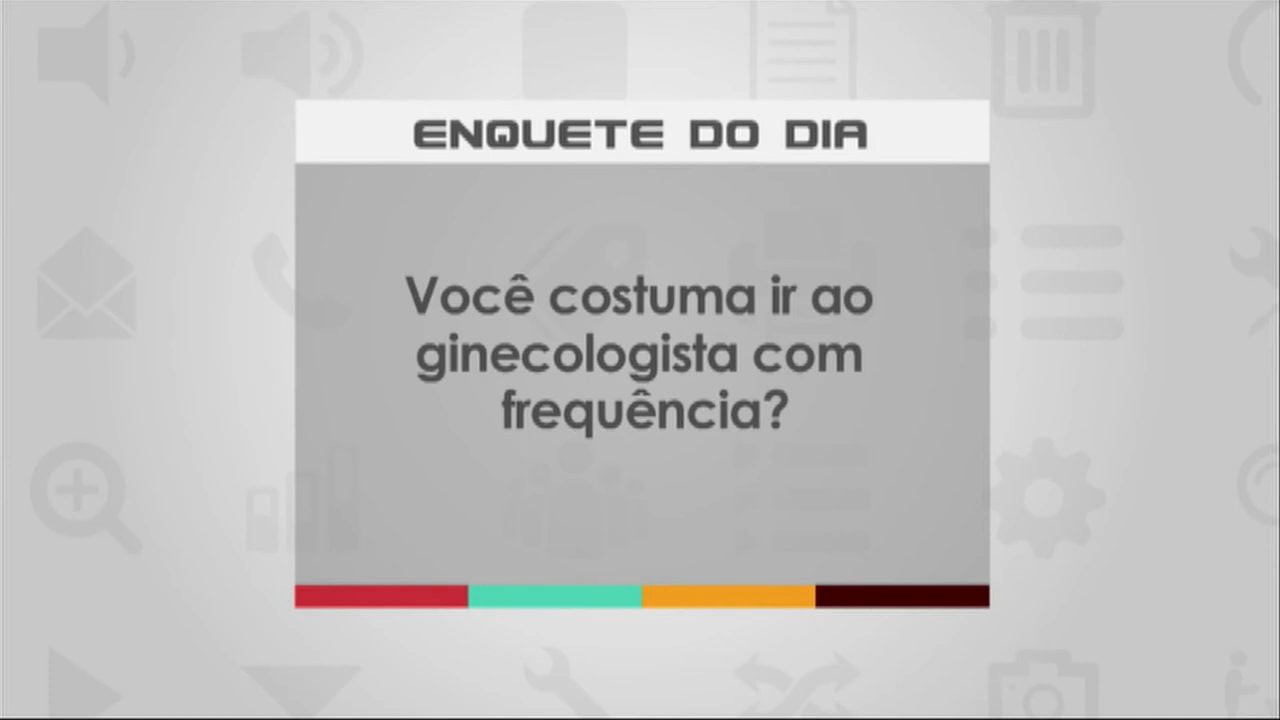 ENQUETE DO DIA
Você costuma ir ao
ginecologista com
frequência?